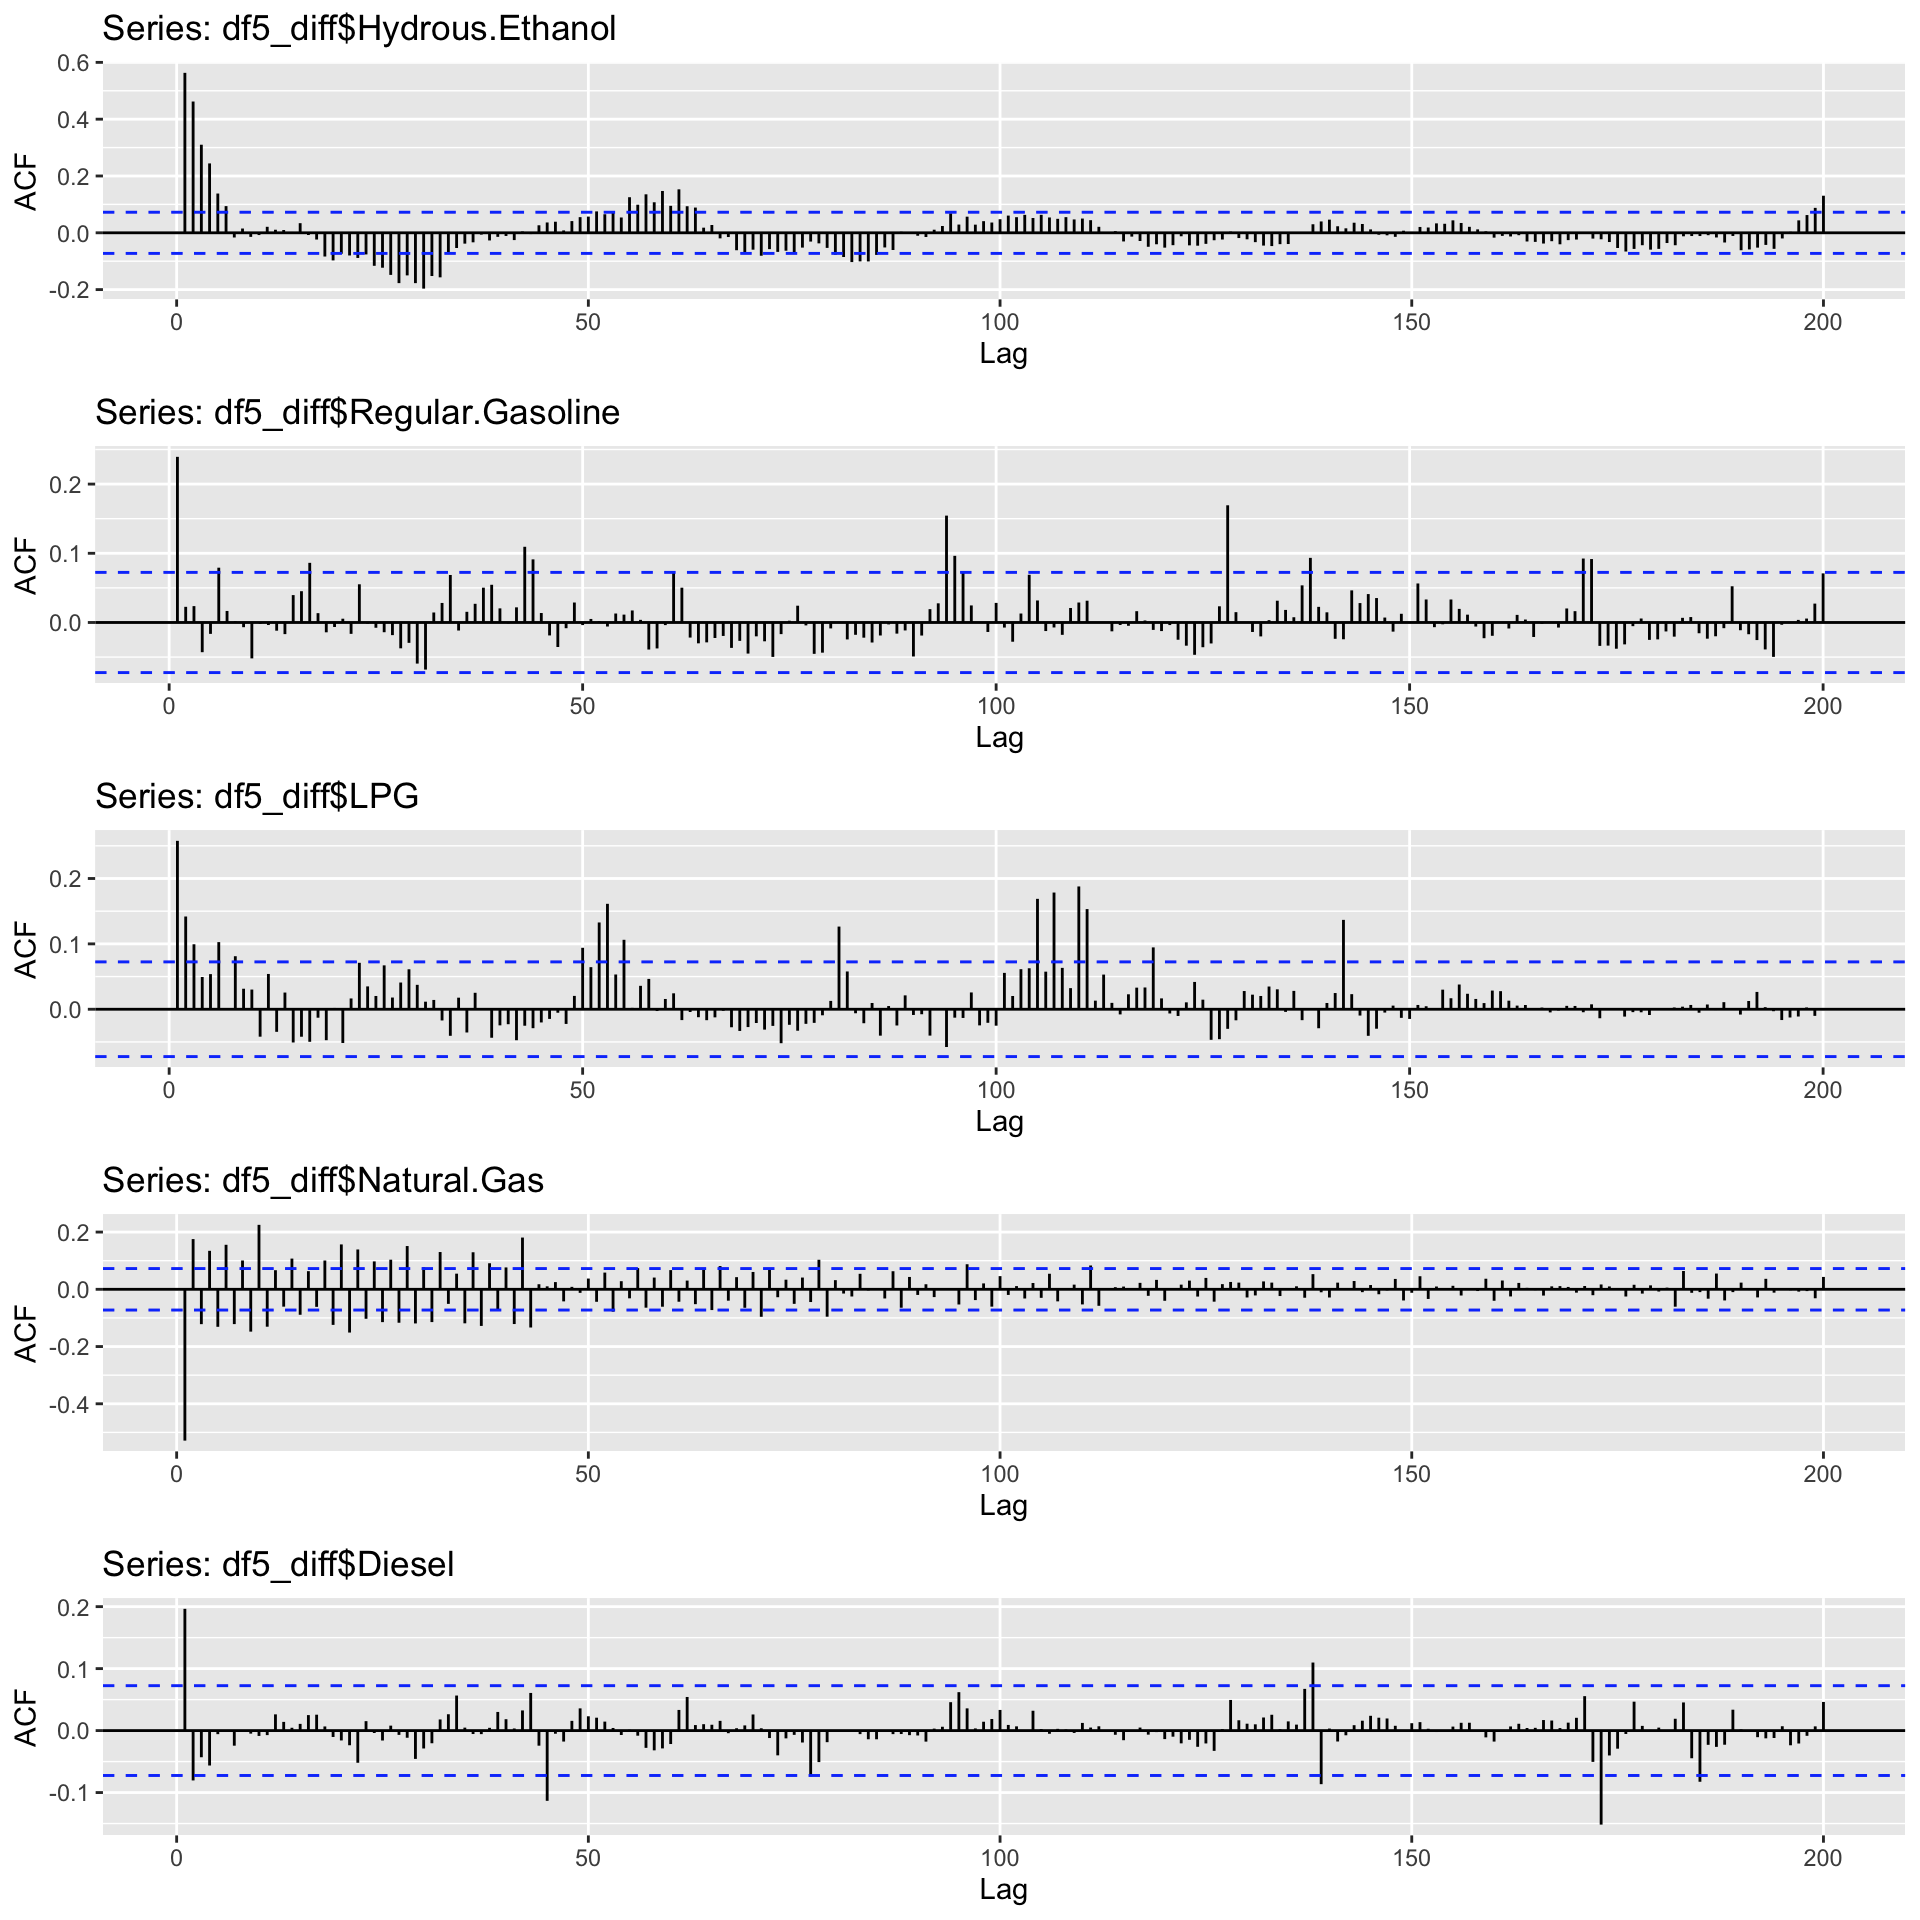 Series: df5_diff$Hydrous.Ethanol
0.6
0.4
0.2
0.0
-0.2
ACF
0 50 100 150 200
Lag
Series: df5_diff$Regular.Gasoline
0.2
0.1
0.0
ACF
0 50 100 150 200
Lag
Series: df5_diff$LPG
0.2
0.1
0.0
ACF
0 50 100 150 200
Lag
Series: df5_diff$Natural.Gas
0.2
0.0
-0.2
-0.4
ACF
0 50 100 150 200
Lag
Series: df5_diff$Diesel
0.2
0.1
0.0
-0.1
ACF
0 50 100 150 200
Lag